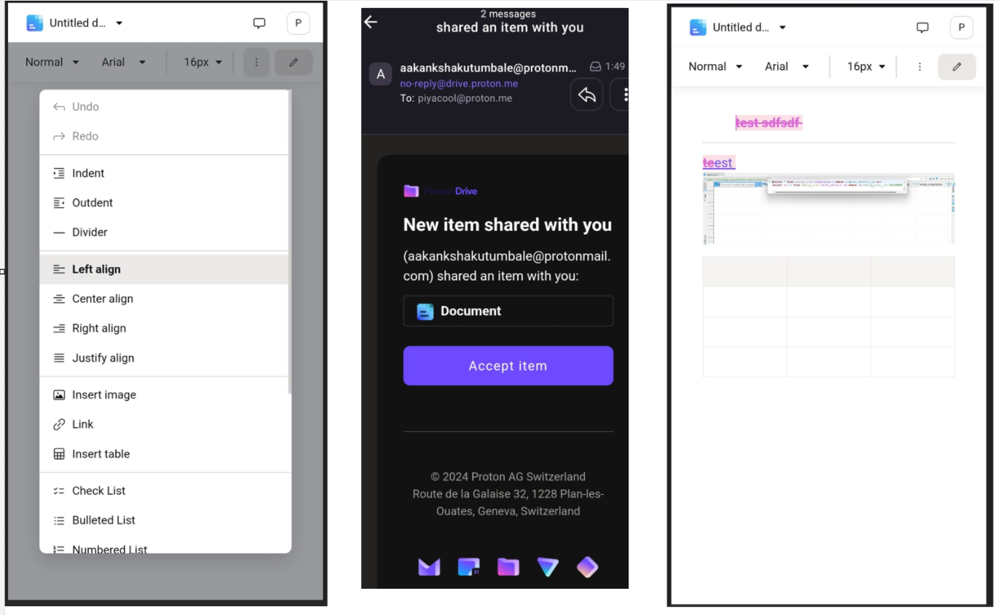 Untitled d...
P
Normal
Arial
16px
Undo
Redo
Indent
Outdent
Divider
Left align
Center align
Right align
Justify align
Insert image
Link
Insert table
Check List
Bulleted List
Numbered List
2 messages
shared an item with you
A
aakankshakutumbale@protonm...
1:49
no-reply@drive.proton.me
To: piyacool@proton.me
Proton Drive
New item shared with you
(aakankshakutumbale@protonmail.
com) shared an item with you:
Document
Accept item
© 2024 Proton AG Switzerland
Route de la Galaise 32, 1228 Plan-les-
Ouates, Geneva, Switzerland
31
Untitled d...
P
Normal
Arial
16px
test sdfsdf
teest